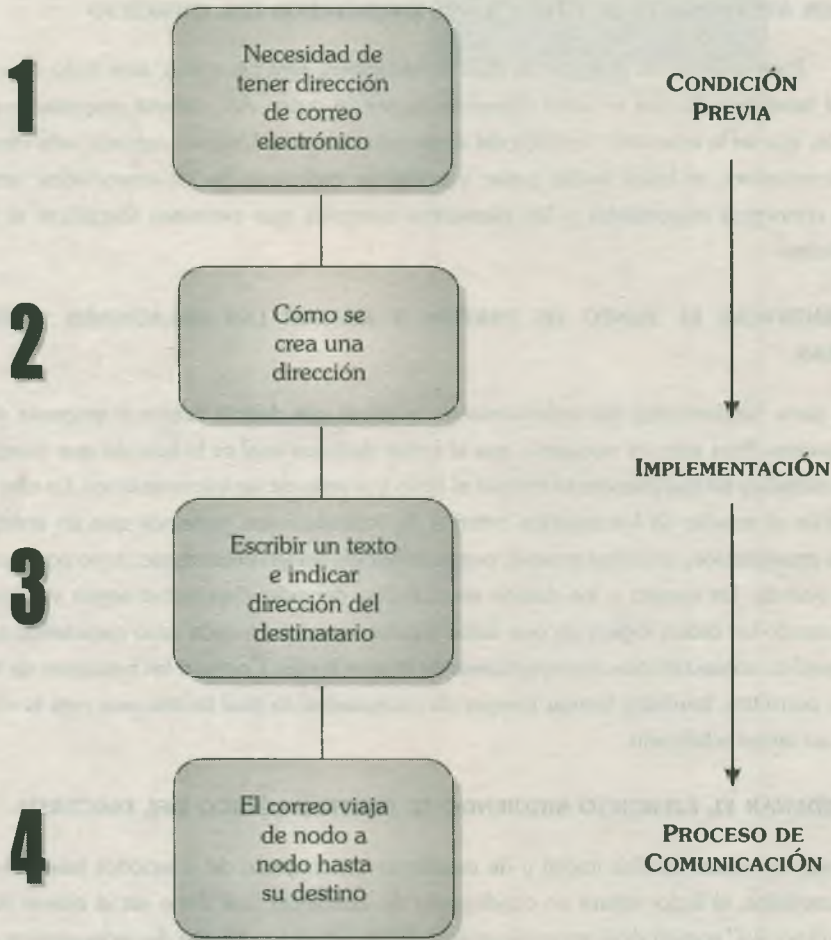 1
Necesidad de
tener dirección
de correo
electrónico
CONDICIÓN
PREVIA
2
Cómo se
crea una
dirección
IMPLEMENTACIÓN
3
Escribir un texto
e indicar
dirección del
destinatario
4
El correo viaja
de nodo a
nodo hasta
su destino
PROCESO DE
COMUNICACIÓN